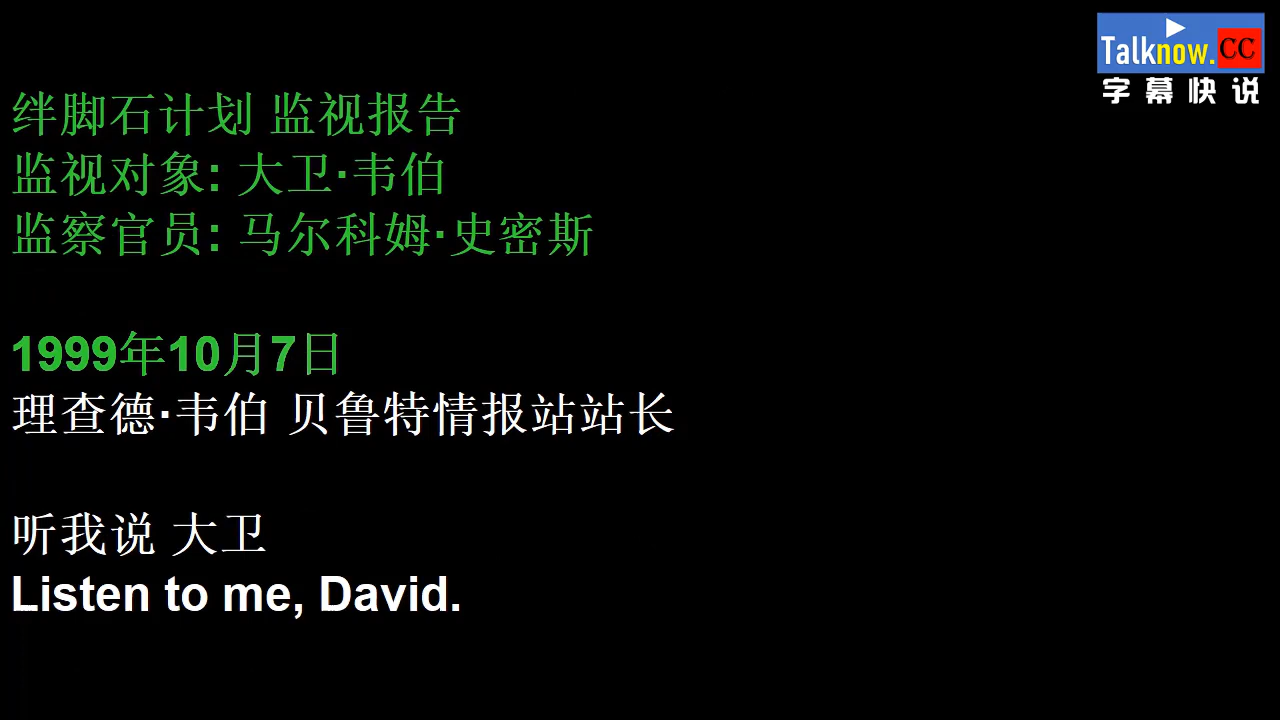 Talknow.CC
字幕快说
绊脚石计划 监视报告
监视对象: 大卫·韦伯
监察官员: 马尔科姆·史密斯
1999年10月7日
理查德·韦伯 贝鲁特情报站站长
听我说 大卫
Listen to me, David.